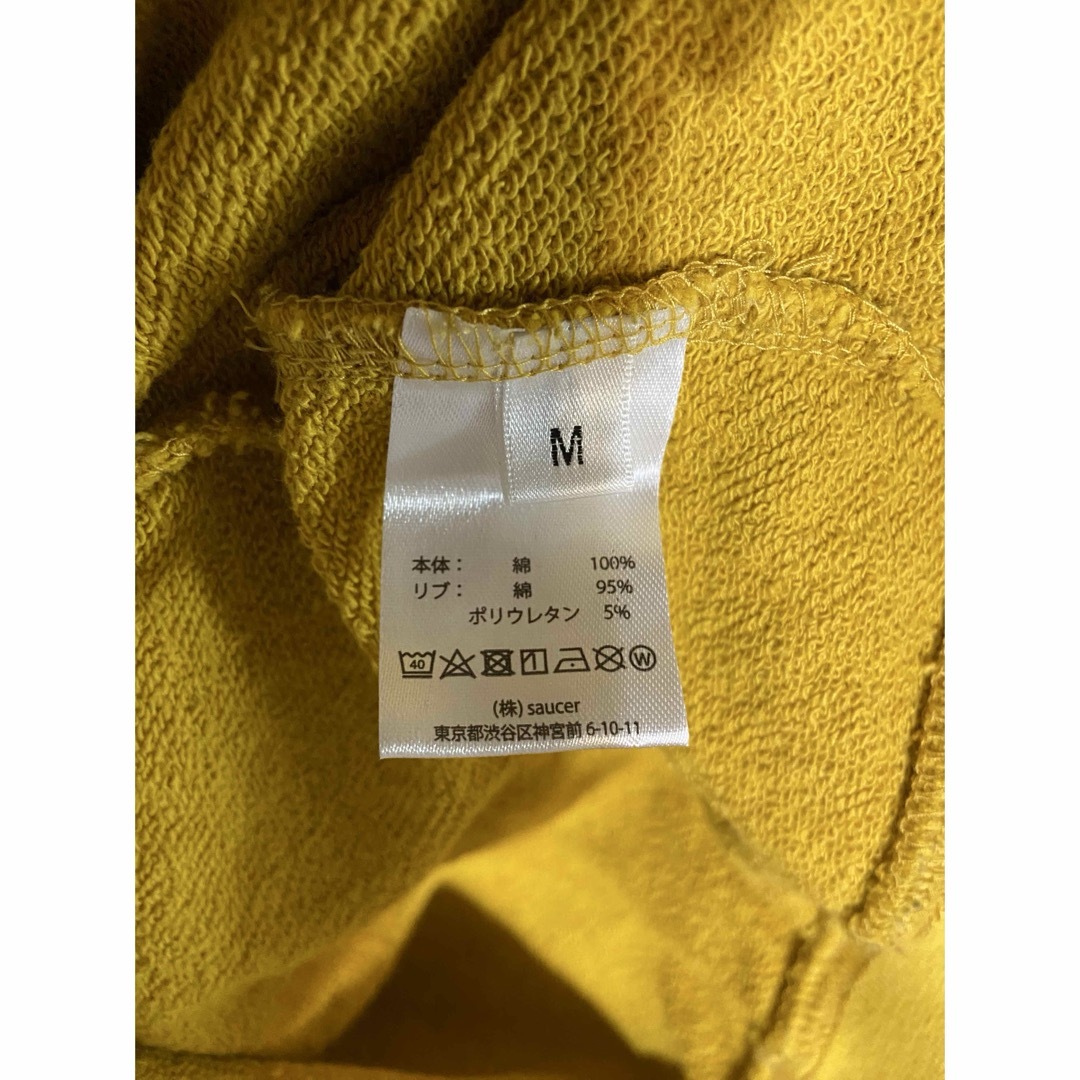 M
本体： 綿 100%
リブ： 綿 95%
ポリウレタン 5%
40 W
(株) saucer
東京都渋谷区神宮前 6-10-11